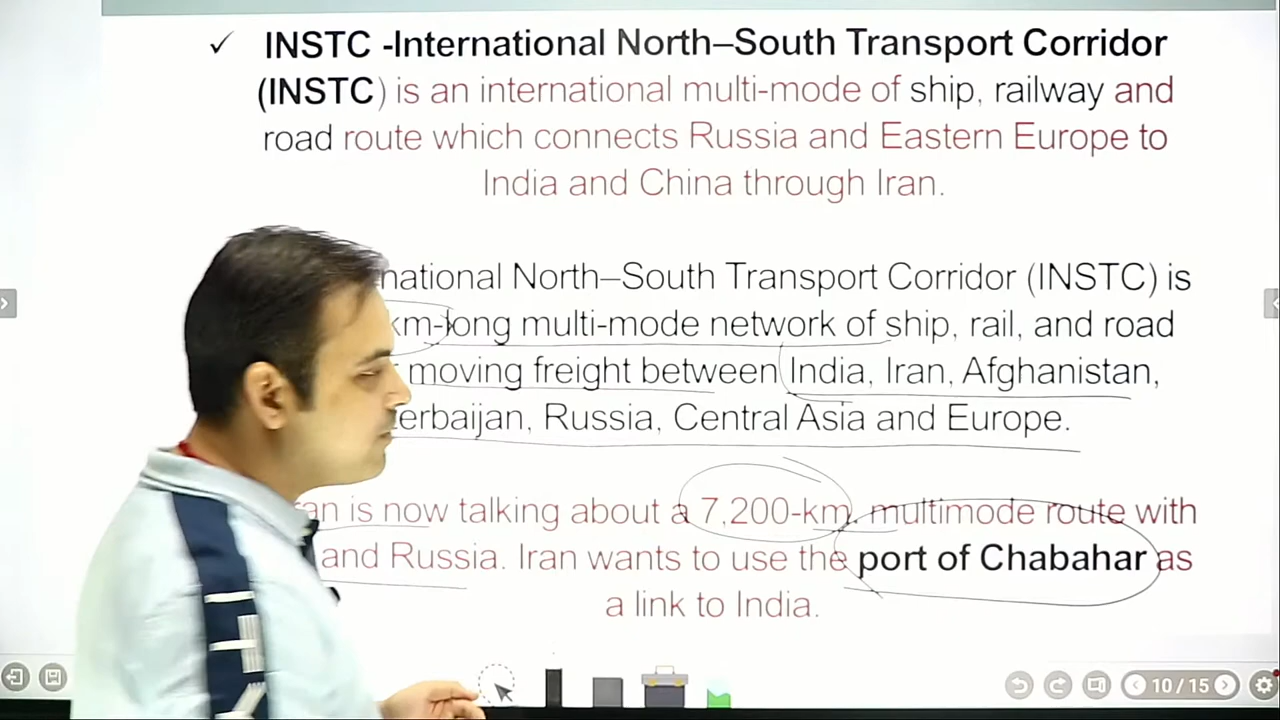 ✓ INSTC -International North–South Transport Corridor
(INSTC) is an international multi-mode of ship, railway and
road route which connects Russia and Eastern Europe to
India and China through Iran.
North–South Transport Corridor (INSTC) is
km-long multi-mode network of ship, rail, and road
moving freight between India, Iran, Afghanistan,
Russia, Central Asia and Europe.
is now talking about a 7,200-km, multimode route with
and Russia. Iran wants to use the port of Chabahar as
a link to India.
10/15